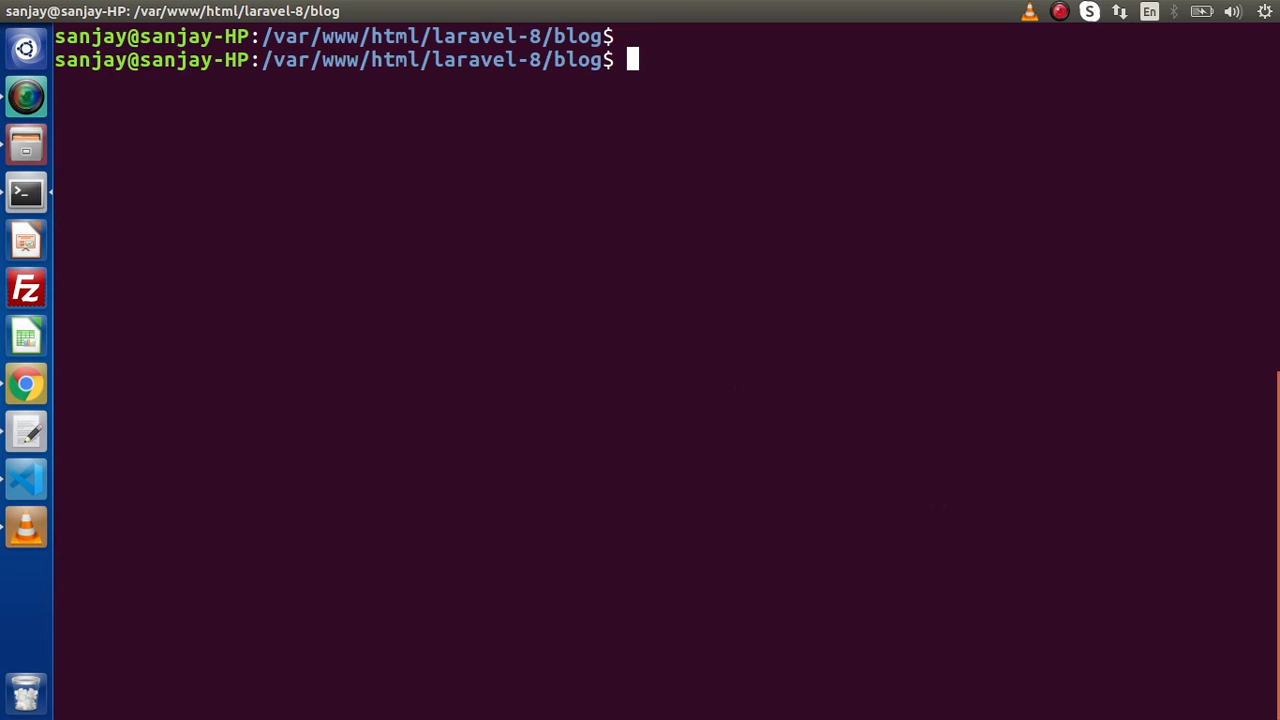 sanjay@sanjay-HP: /var/www/html/laravel-8/blog
S
En
sanjay@sanjay-HP:/var/www/html/laravel-8/blog$
sanjay@sanjay-HP:/var/www/html/laravel-8/blog$
>_
Fz